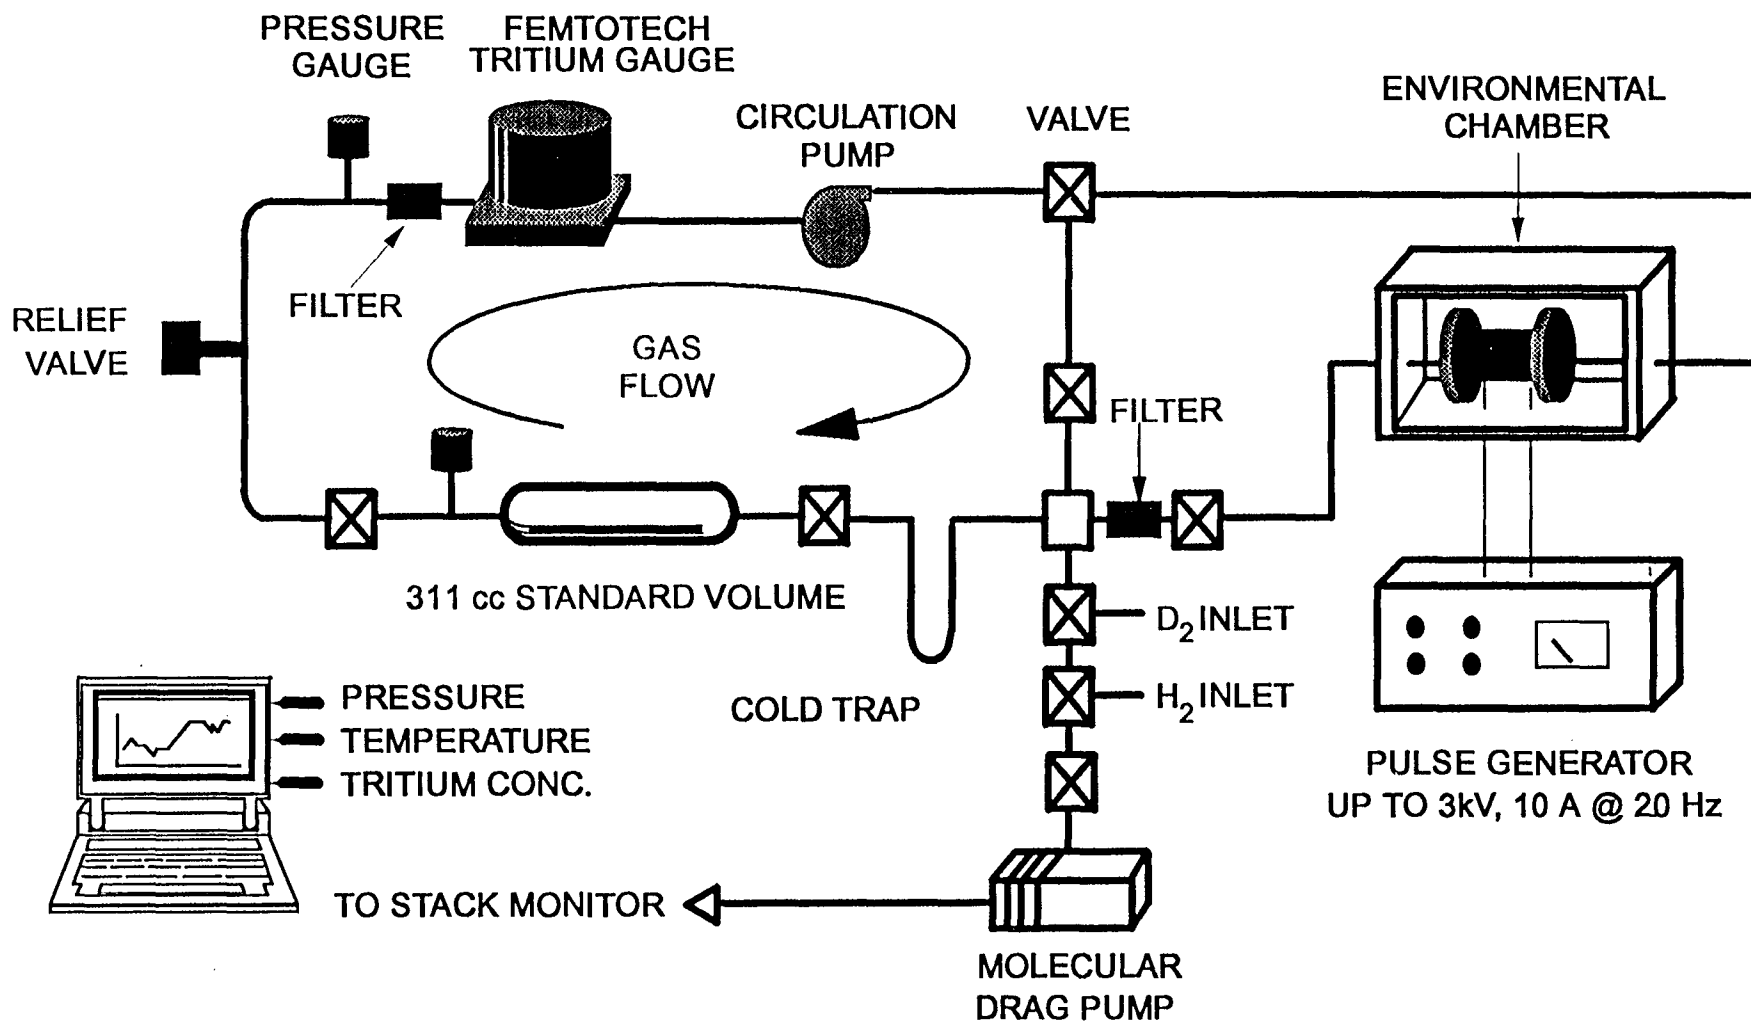 PRESSURE
GAUGE
FEMTOTECH
TRITIUM GAUGE
CIRCULATION
PUMP
VALVE
ENVIRONMENTAL
CHAMBER
FILTER
RELIEF
VALVE
GAS
FLOW
FILTER
311 cc STANDARD VOLUME
D2 INLET
H2 INLET
COLD TRAP
PRESSURE
TEMPERATURE
TRITIUM CONC.
PULSE GENERATOR
UP TO 3kV, 10 A @ 20 Hz
TO STACK MONITOR
MOLECULAR
DRAG PUMP